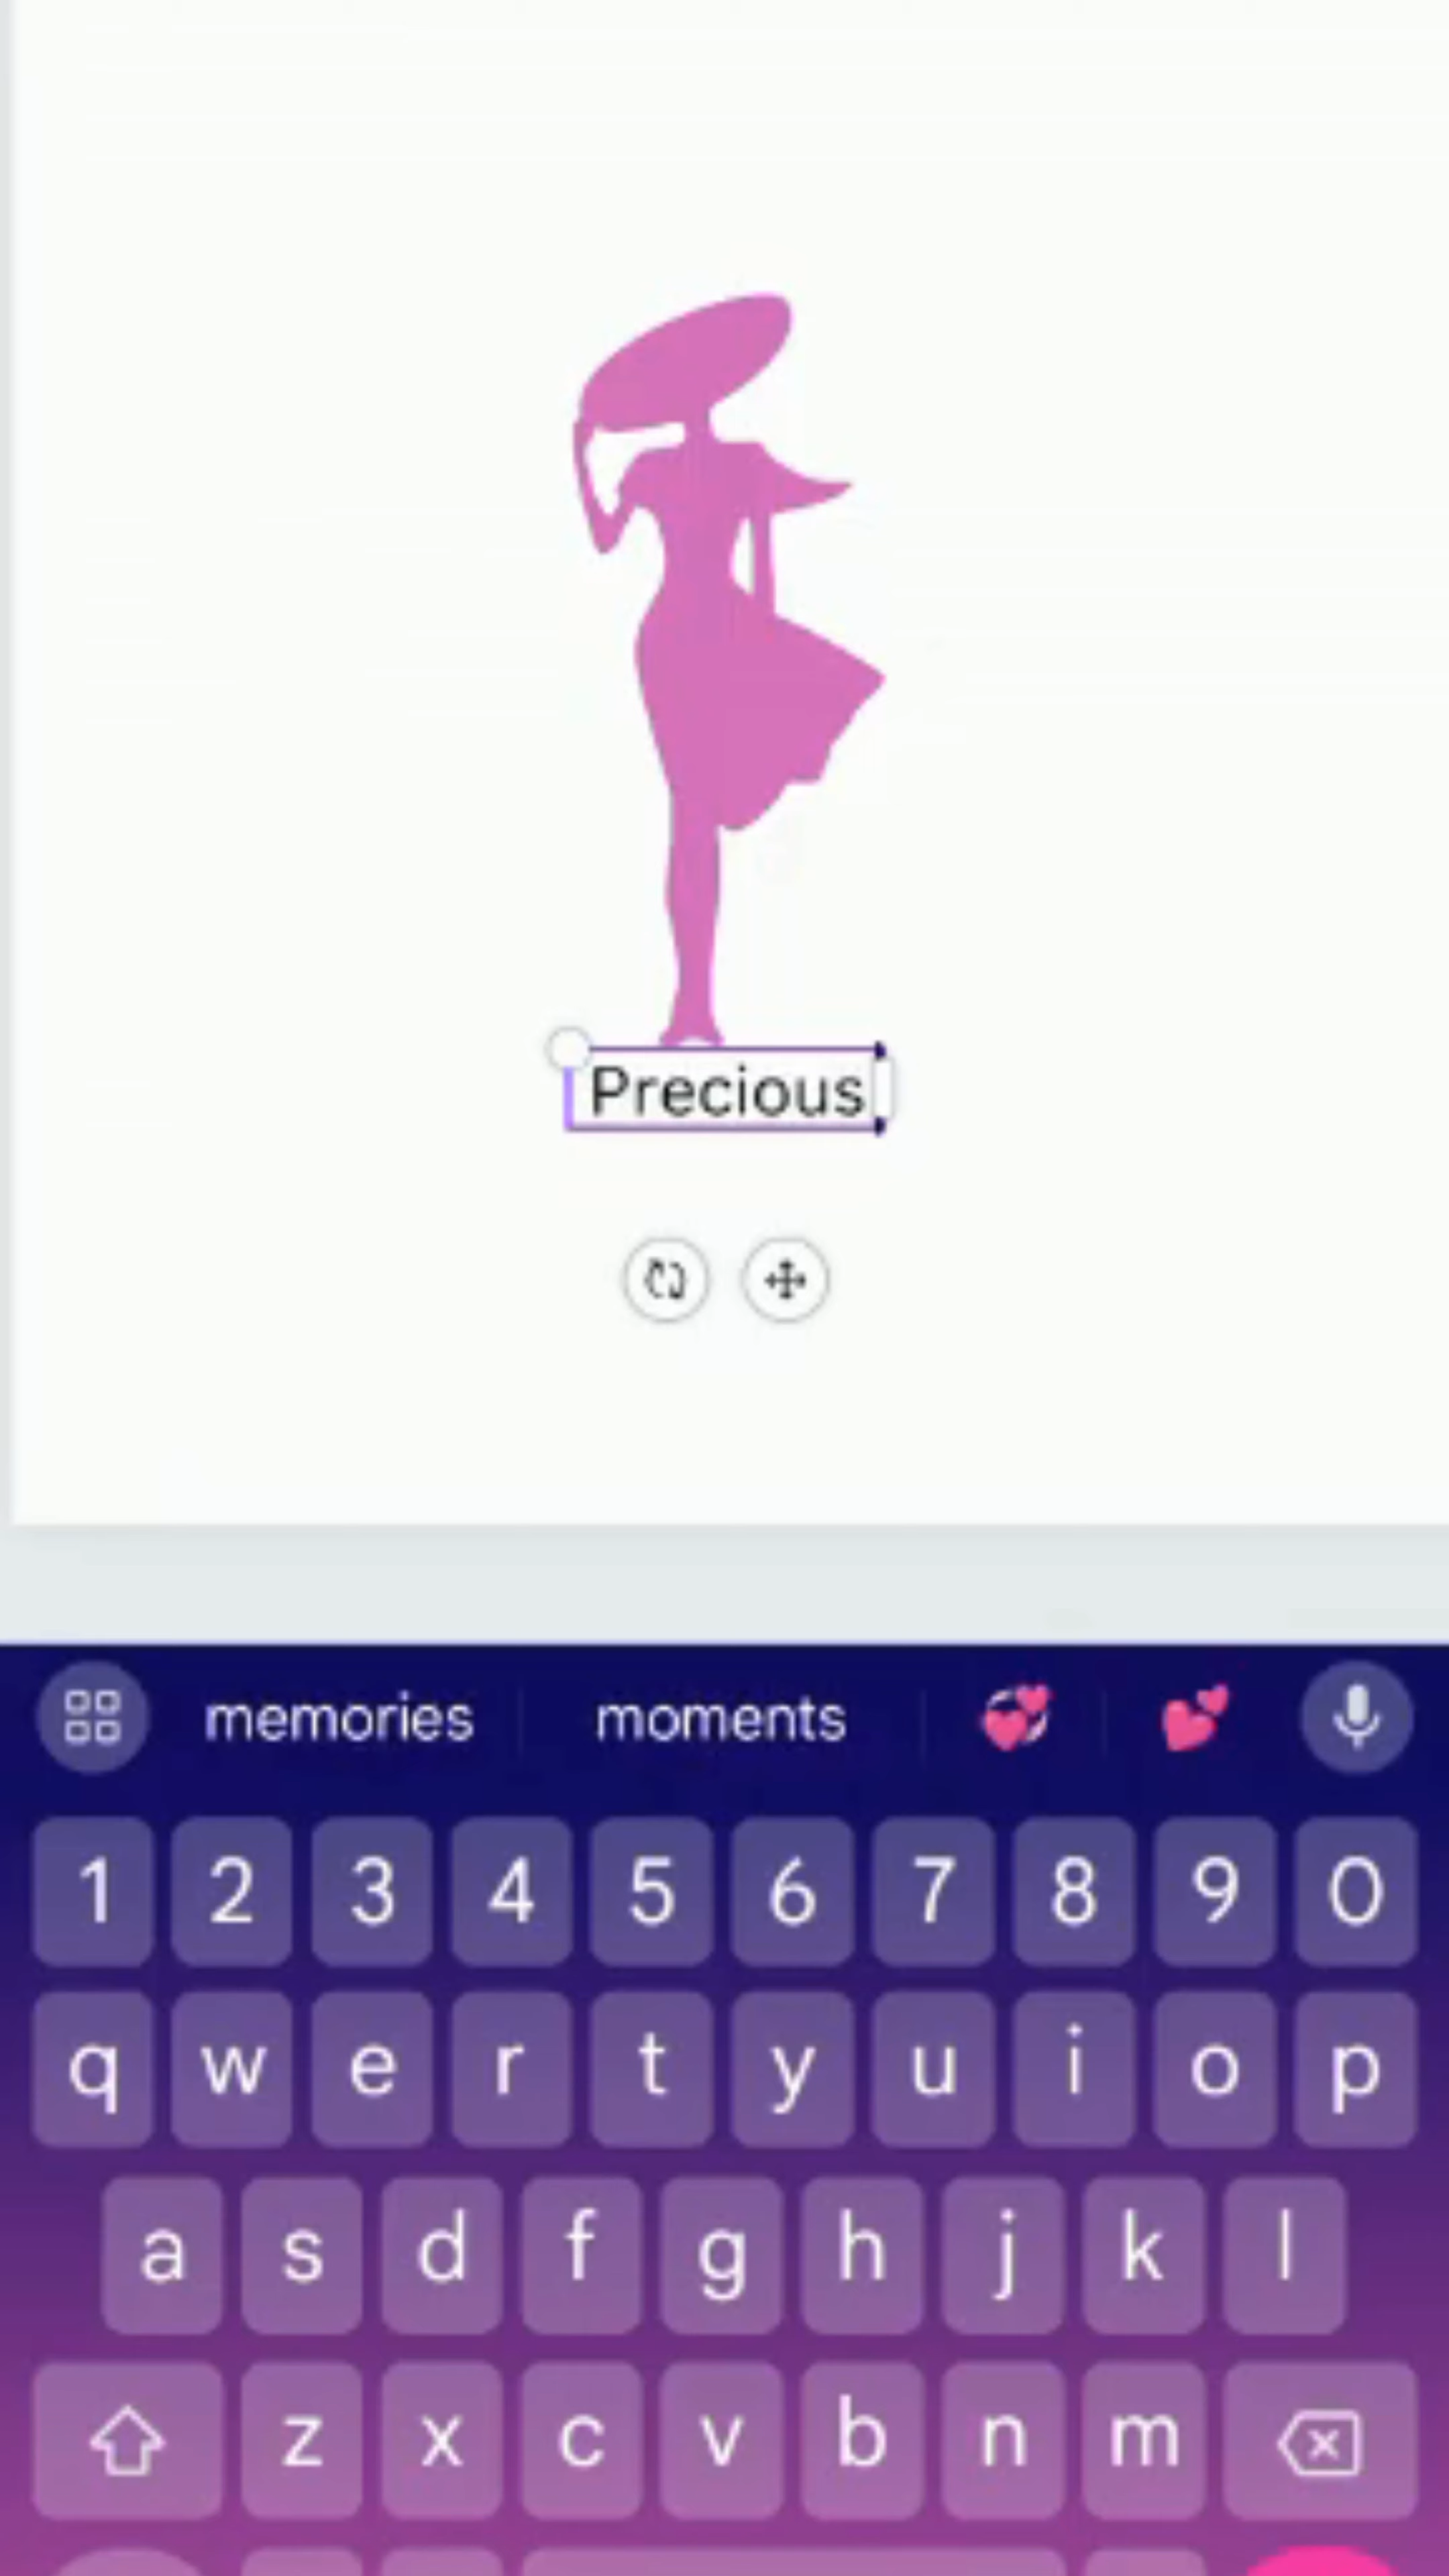 Precious
memories moments 💞 💕
1 2 3 4 5 6 7 8 9 0
q w e r t y u i o p
a s d f g h j k l
z x c v b n m